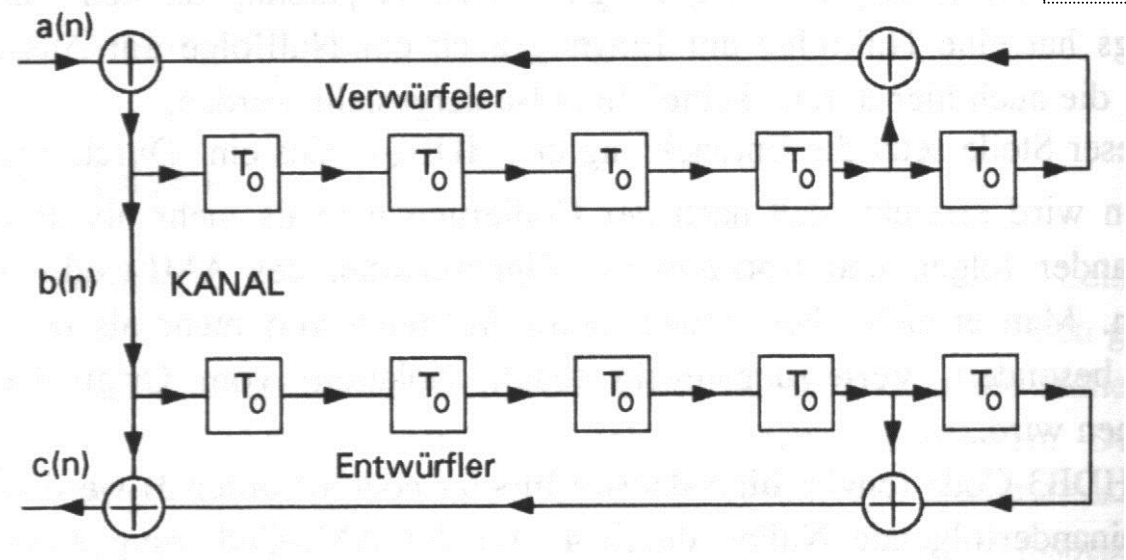 a(n)
Verwürfeler
T₀ T₀ T₀ T₀ T₀
b(n) KANAL
T₀ T₀ T₀ T₀ T₀
c(n) Entwürfler